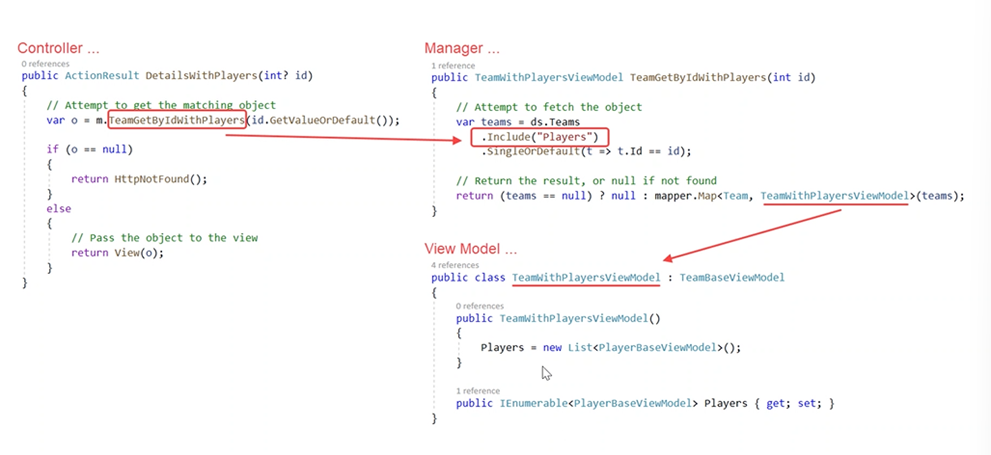 Controller ...
0 references
public ActionResult DetailsWithPlayers(int? id)
{
// Attempt to get the matching object
var o = m.TeamGetByIdWithPlayers(id.GetValueOrDefault());
if (o == null)
{
return HttpNotFound();
}
else
{
// Pass the object to the view
return View(o);
}
}
Manager ...
1 reference
public TeamWithPlayersViewModel TeamGetByIdWithPlayers(int id)
{
// Attempt to fetch the object
var teams = ds.Teams
.Include("Players")
.SingleOrDefault(t => t.Id == id);
// Return the result, or null if not found
return (teams == null) ? null : mapper.Map<Team, TeamWithPlayersViewModel>(teams);
}
View Model ...
4 references
public class TeamWithPlayersViewModel : TeamBaseViewModel
{
0 references
public TeamWithPlayersViewModel()
{
Players = new List<PlayerBaseViewModel>();
}
1 reference
public IEnumerable<PlayerBaseViewModel> Players { get; set; }
}